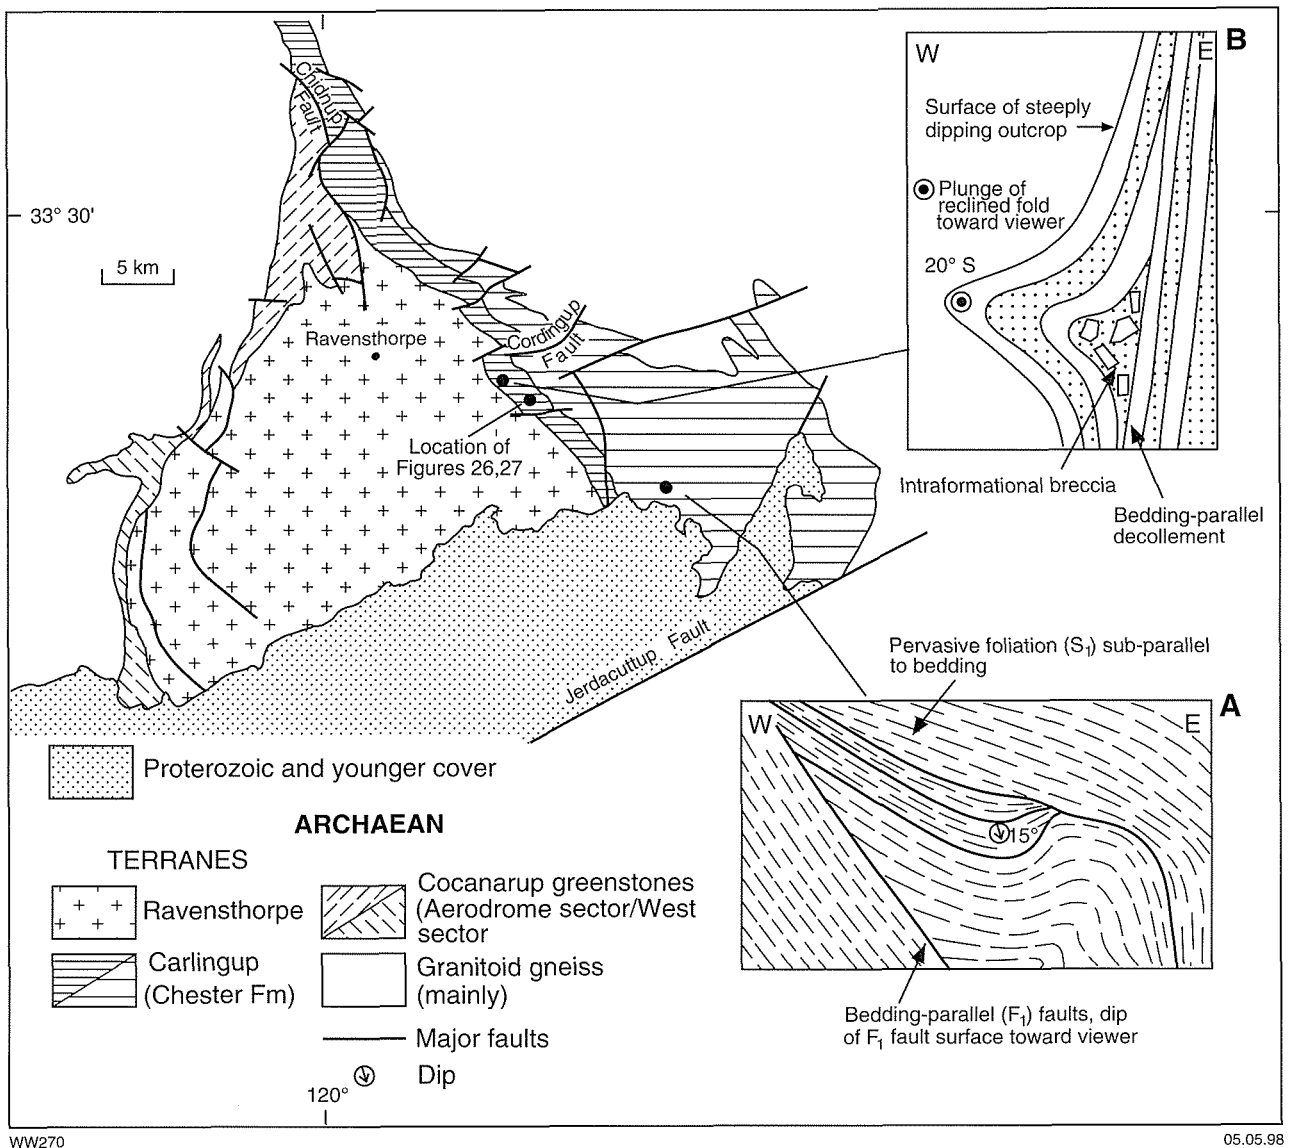 B
W
E
Surface of steeply
dipping outcrop
Plunge of
reclined fold
toward viewer
20° S
Intraformational breccia
Bedding-parallel
decollement
33° 30'
5 km
Chidnup
Fault
Ravensthorpe
Cordingup
Fault
Location of
Figures 26,27
Jerdacuttup Fault
Pervasive foliation (S₁) sub-parallel
to bedding
A
W
E
15°
Bedding-parallel (F₁) faults, dip
of F₁ fault surface toward viewer
Proterozoic and younger cover
ARCHAEAN
TERRANES
Ravensthorpe
Carlingup
(Chester Fm)
Cocanarup greenstones
(Aerodrome sector/West
sector
Granitoid gneiss
(mainly)
Major faults
Dip
120°
WW270
05.05.98